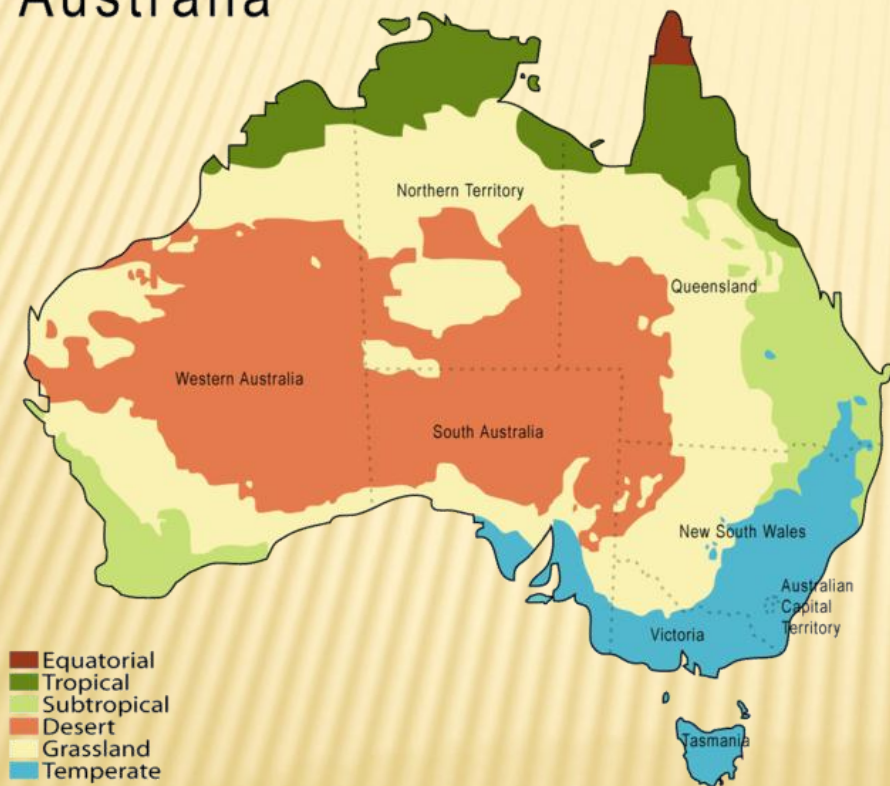 Australia
Northern Territory
Queensland
Western Australia
South Australia
New South Wales
Australian
Capital
Territory
Victoria
Tasmania
Equatorial
Tropical
Subtropical
Desert
Grassland
Temperate